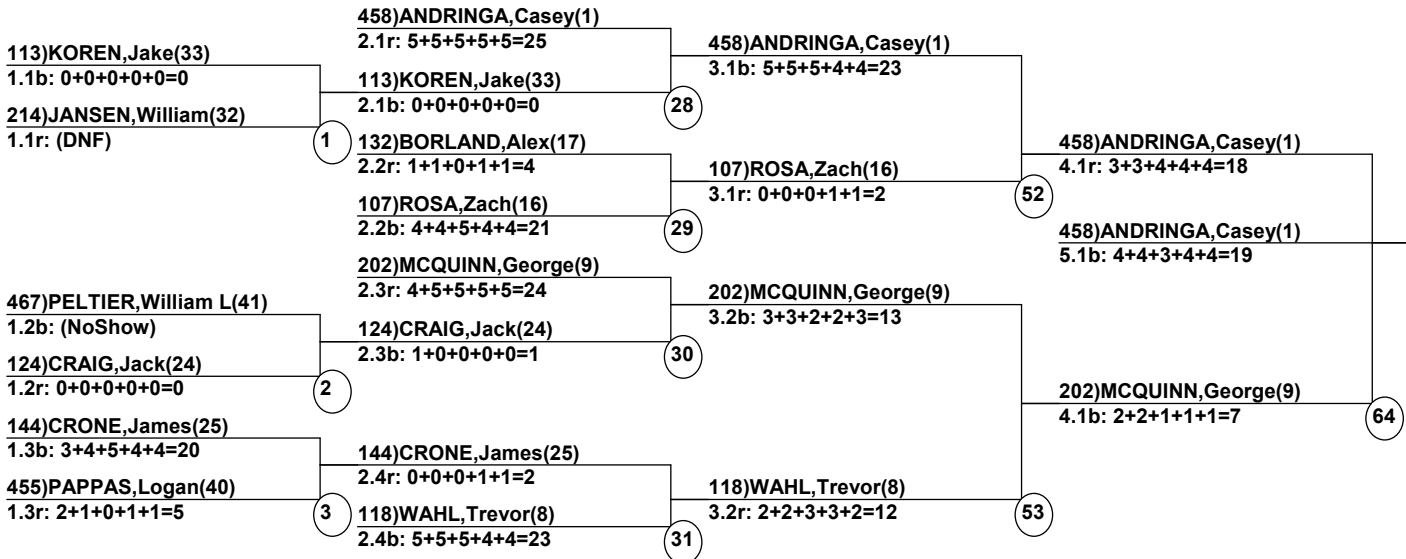 113)KOREN,Jake(33)
1.1b: 0+0+0+0+0=0
214)JANSEN,William(32)
1.1r: (DNF)
1
467)PELTIER,William L(41)
1.2b: (NoShow)
124)CRAIG,Jack(24)
1.2r: 0+0+0+0+0=0
2
144)CRONE,James(25)
1.3b: 3+4+5+4+4=20
455)PAPPAS,Logan(40)
1.3r: 2+1+0+1+1=5
3
458)ANDRINGA,Casey(1)
2.1r: 5+5+5+5+5=25
113)KOREN,Jake(33)
2.1b: 0+0+0+0+0=0
28
132)BORLAND,Alex(17)
2.2r: 1+1+0+1+1=4
107)ROSA,Zach(16)
2.2b: 4+4+5+4+4=21
29
202)MCQUINN,George(9)
2.3r: 4+5+5+5+5=24
124)CRAIG,Jack(24)
2.3b: 1+0+0+0+0=1
30
144)CRONE,James(25)
2.4r: 0+0+0+1+1=2
118)WAHL,Trevor(8)
2.4b: 5+5+5+4+4=23
31
458)ANDRINGA,Casey(1)
3.1b: 5+5+5+4+4=23
107)ROSA,Zach(16)
3.1r: 0+0+0+1+1=2
52
202)MCQUINN,George(9)
3.2b: 3+3+2+2+3=13
118)WAHL,Trevor(8)
3.2r: 2+2+3+3+2=12
53
458)ANDRINGA,Casey(1)
4.1r: 3+3+4+4+4=18
202)MCQUINN,George(9)
4.1b: 2+2+1+1+1=7
64
458)ANDRINGA,Casey(1)
5.1b: 4+4+3+4+4=19